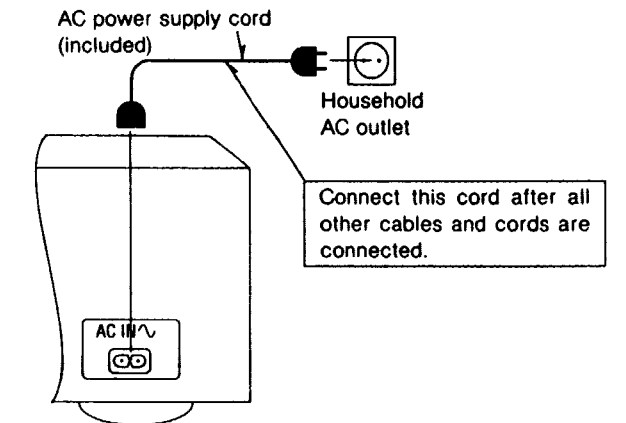 AC power supply cord
(included)
Household
AC outlet
Connect this cord after all
other cables and cords are
connected.
AC IN∿